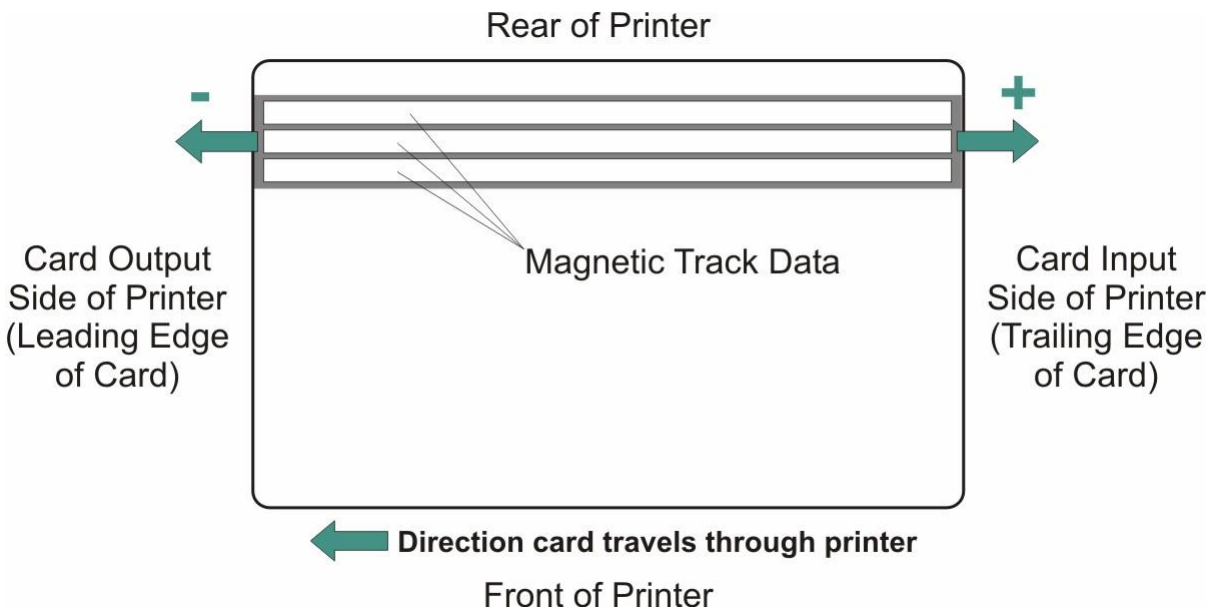 Rear of Printer
-
+
Card Output
Side of Printer
(Leading Edge
of Card)
Magnetic Track Data
Card Input
Side of Printer
(Trailing Edge
of Card)
Direction card travels through printer
Front of Printer